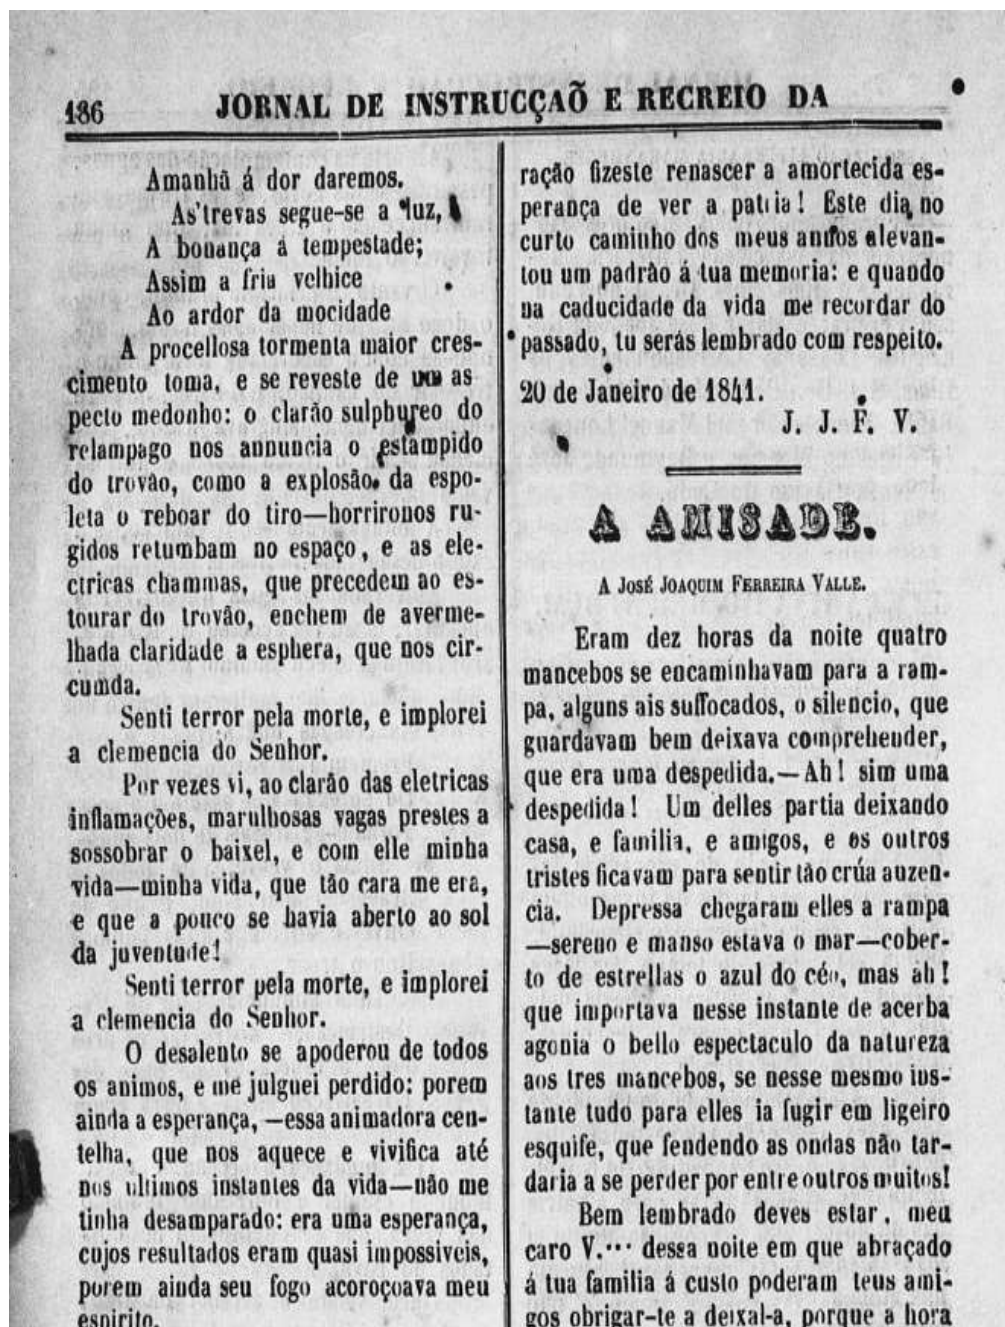 186
JORNAL DE INSTRUCÇAÕ E RECREIO DA
Amanhã á dor daremos.
As'trevas segue-se a luz,
A bonança á tempestade;
Assim a fria velhice
Ao ardor da mocidade
A procellosa tormenta maior cres-
cimento toma, e se reveste de um as
pecto medonho: o clarão sulphureo do
relampago nos annuncia o estampido
do trovão, como a explosão da espo-
leta o reboar do tiro—horrironos ru-
gidos retumbam no espaço, e as ele-
ctricas chammas, que precedem ao es-
tourar do trovão, enchem de averme-
lhada claridade a esphera, que nos cir-
cumda.
Senti terror pela morte, e implorei
a clemencia do Senhor.
Por vezes vi, ao clarão das eletricas
inflamações, marulhosas vagas prestes a
sossobrar o baixel, e com elle minha
vida—minha vida, que tão cara me era,
e que a pouco se havia aberto ao sol
da juventude!
Senti terror pela morte, e implorei
a clemencia do Senhor.
O desalento se apoderou de todos
os animos, e me julguei perdido: porem
ainda a esperança, —essa animadora cen-
telha, que nos aquece e vivifica até
nos ultimos instantes da vida—não me
tinha desamparado: era uma esperança,
cujos resultados eram quasi impossiveis,
porem ainda seu fogo acoroçoava meu
espirito.
ração fizeste renascer a amortecida es-
perança de ver a patria! Este dia no
curto caminho dos meus annos elevan-
tou um padrão á tua memoria: e quando
na caducidade da vida me recordar do
passado, tu serás lembrado com respeito.
20 de Janeiro de 1841.
J. J. F. V.
A AMISADE.
A José Joaquim Ferreira Valle.
Eram dez horas da noite quatro
mancebos se encaminhavam para a ram-
pa, alguns ais suffocados, o silencio, que
guardavam bem deixava comprehender,
que era uma despedida.—Ah! sim uma
despedida! Um delles partia deixando
casa, e familia, e amigos, e os outros
tristes ficavam para sentir tão crúa auzen-
cia. Depressa chegaram elles a rampa
—sereno e manso estava o mar—cober-
to de estrellas o azul do céo, mas ah!
que importava nesse instante de acerba
agonia o bello espectaculo da natureza
aos tres mancebos, se nesse mesmo ins-
tante tudo para elles ia fugir em ligeiro
esquife, que fendendo as ondas não tar-
daria a se perder por entre outros muitos!
Bem lembrado deves estar, meu
caro V.... dessa noite em que abraçado
á tua familia á custo poderam teus ami-
gos obrigar-te a deixal-a, porque a hora